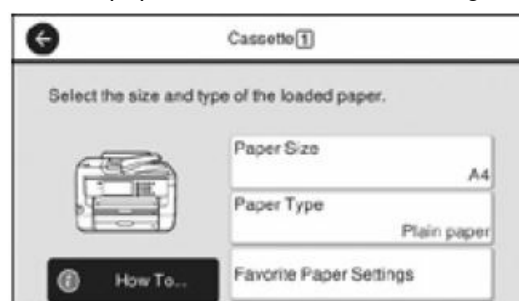 Cassette 1
Select the size and type of the loaded paper.
Paper Size
A4
Paper Type
Plain paper
How To...
Favorite Paper Settings